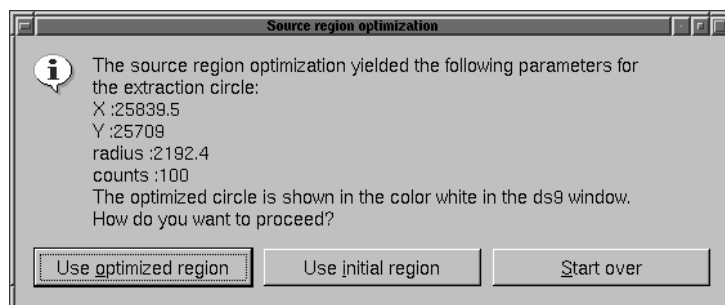 Source region optimization
The source region optimization yielded the following parameters for
the extraction circle:
X :25839.5
Y :25709
radius :2192.4
counts :100
The optimized circle is shown in the color white in the ds9 window.
How do you want to proceed?
Use optimized region
Use initial region
Start over